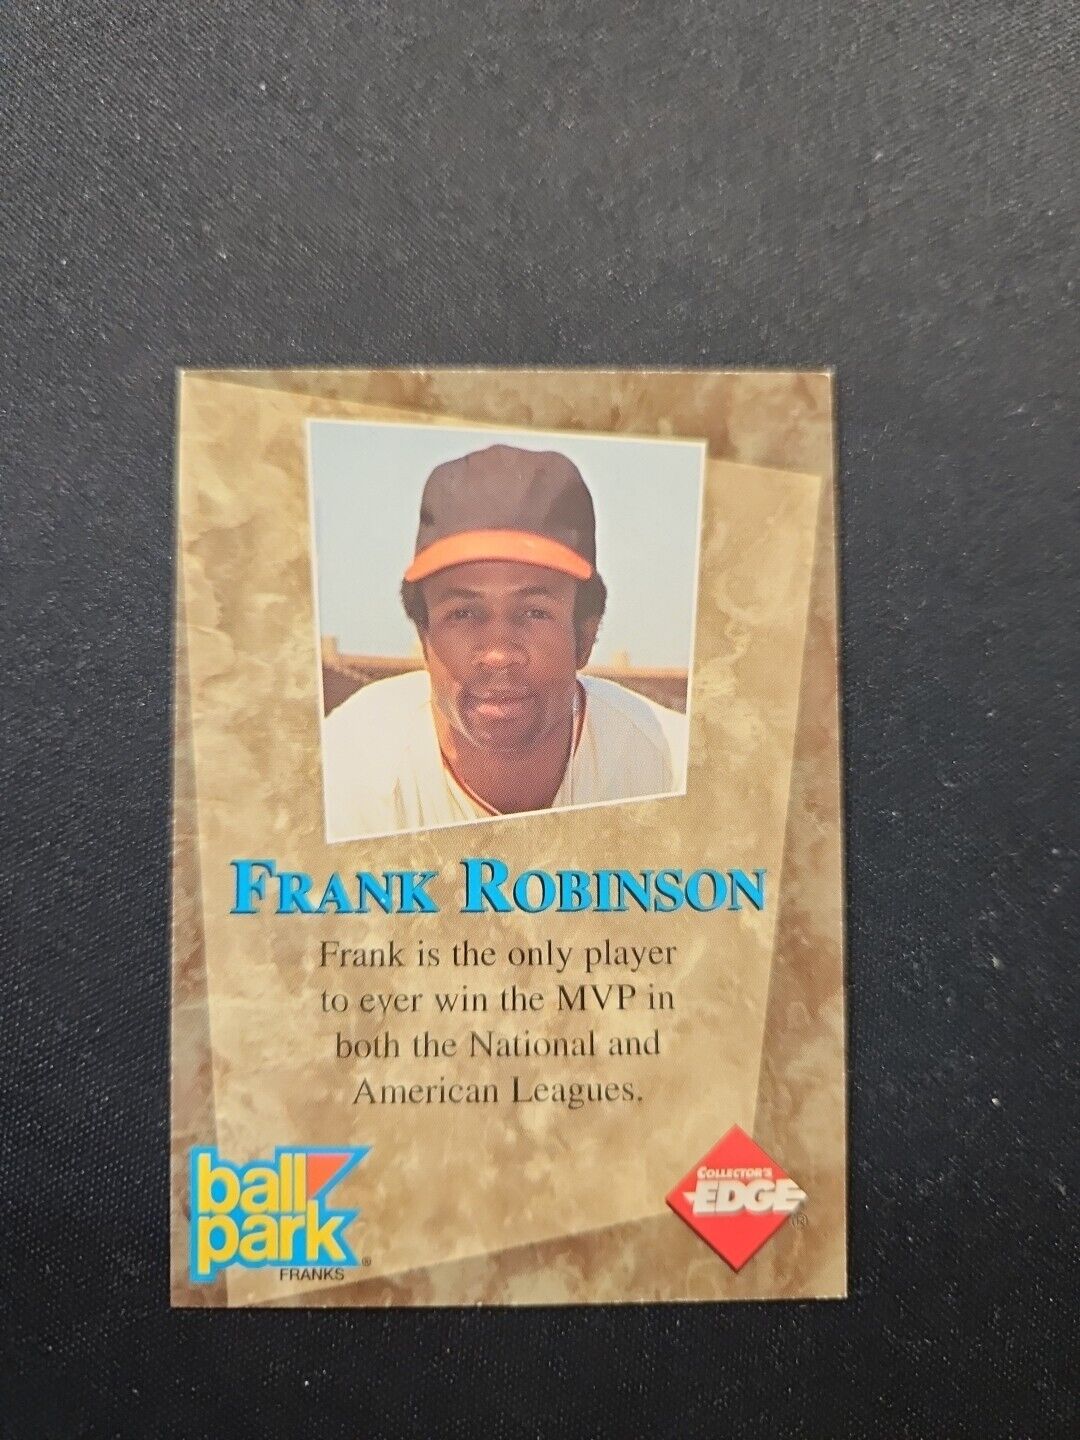 FRANK ROBINSON
Frank is the only player
to ever win the MVP in
both the National and
American Leagues.
ball
park
FRANKS ®
COLLECTOR'S
EDGE ®